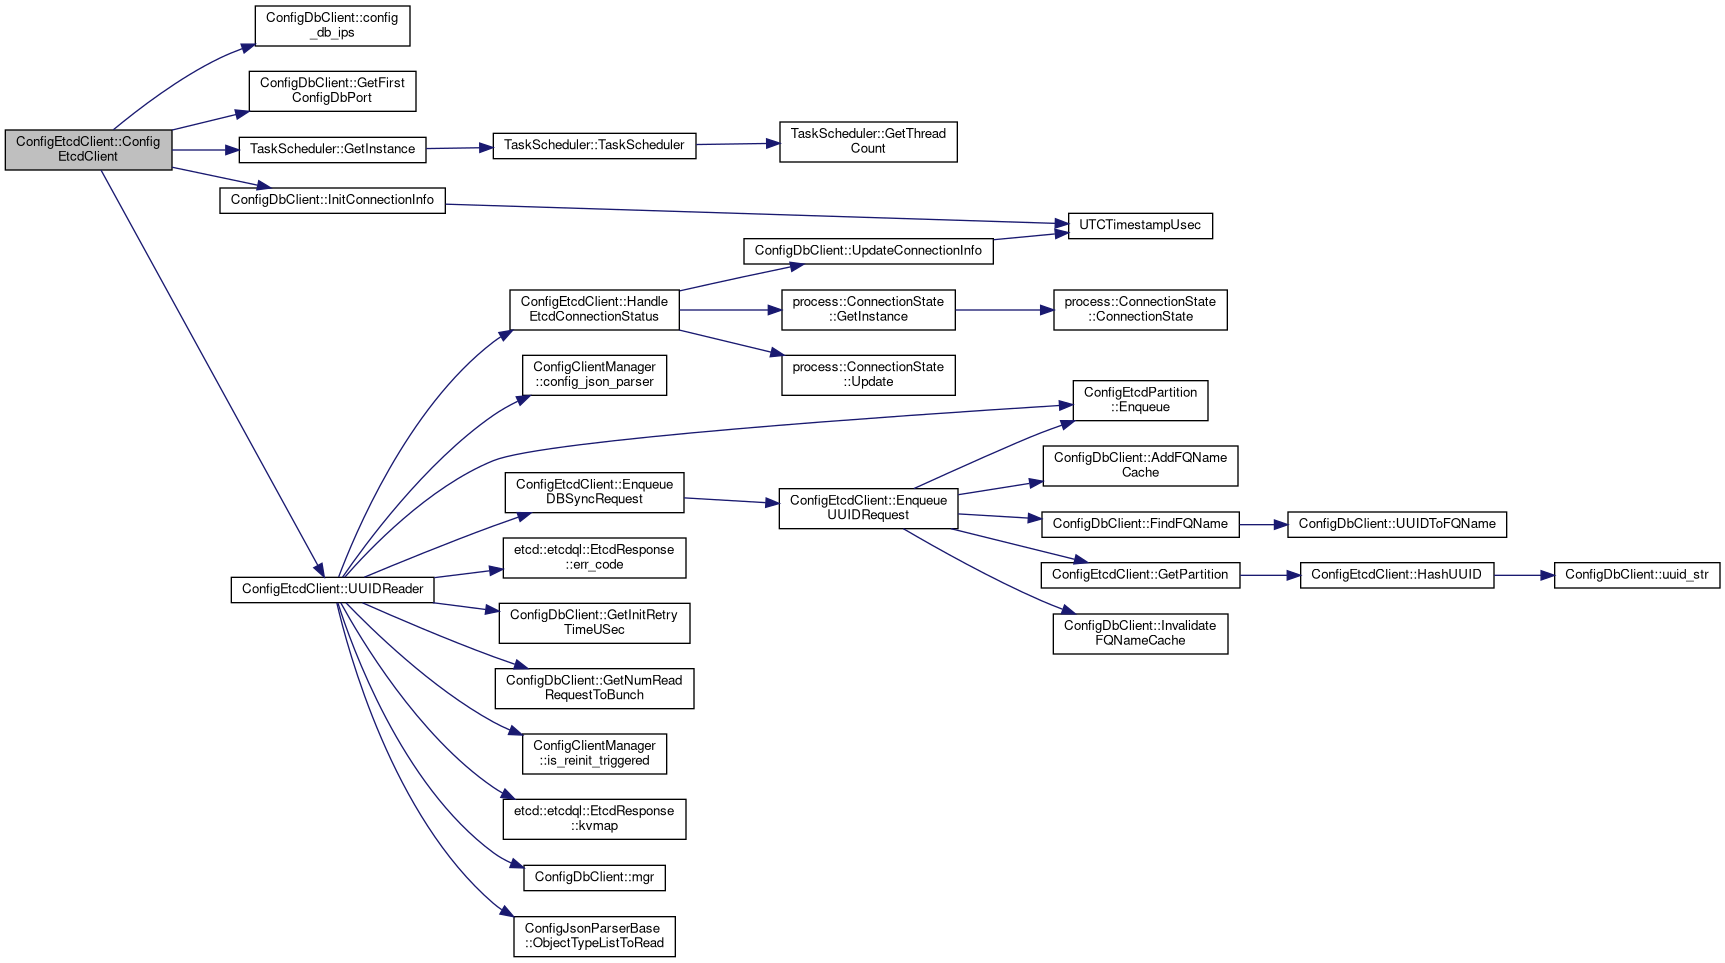 ConfigDbClient::config
_db_ips
ConfigDbClient::GetFirst
ConfigDbPort
ConfigEtcdClient::Config
EtcdClient
TaskScheduler::GetInstance
TaskScheduler::TaskScheduler
TaskScheduler::GetThread
Count
ConfigDbClient::InitConnectionInfo
UTCTimestampUsec
ConfigDbClient::UpdateConnectionInfo
ConfigEtcdClient::Handle
EtcdConnectionStatus
process::ConnectionState
::GetInstance
process::ConnectionState
::ConnectionState
process::ConnectionState
::Update
ConfigClientManager
::config_json_parser
ConfigEtcdPartition
::Enqueue
ConfigDbClient::AddFQName
Cache
ConfigEtcdClient::Enqueue
DBSyncRequest
ConfigEtcdClient::Enqueue
UUIDRequest
ConfigDbClient::FindFQName
ConfigDbClient::UUIDToFQName
etcd::etcdql::EtcdResponse
::err_code
ConfigEtcdClient::GetPartition
ConfigEtcdClient::HashUUID
ConfigDbClient::uuid_str
ConfigEtcdClient::UUIDReader
ConfigDbClient::GetInitRetry
TimeUSec
ConfigDbClient::Invalidate
FQNameCache
ConfigDbClient::GetNumRead
RequestToBunch
ConfigClientManager
::is_reinit_triggered
etcd::etcdql::EtcdResponse
::kvmap
ConfigDbClient::mgr
ConfigJsonParserBase
::ObjectTypeListToRead